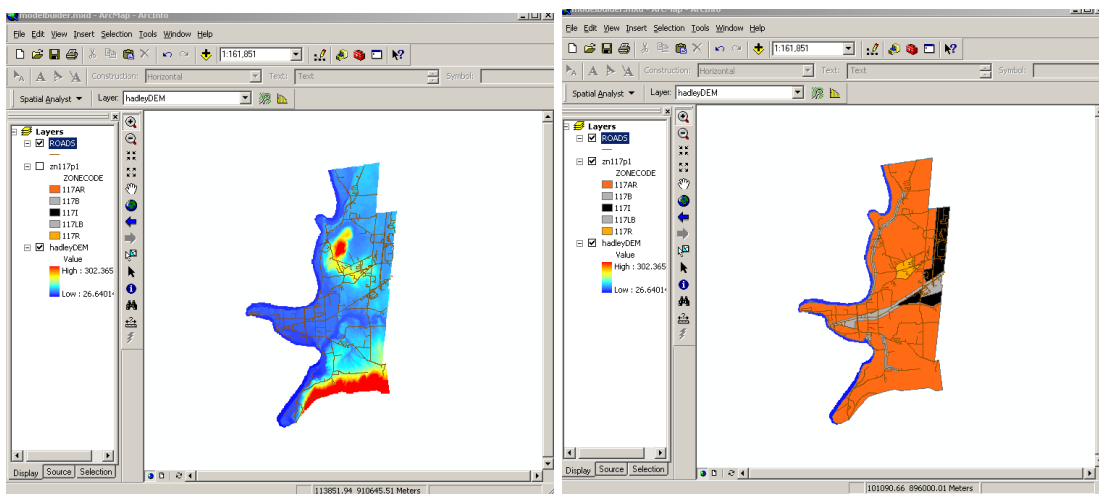 modelbuider.mxd - ArcMap - ArcInfo
File Edit View Insert Selection Tools Window Help
1:161,851
Construction: Horizontal Text: Text Symbol:
Spatial Analyst Layer: hadleyDEM
Layers
ROADS
zn117p1
ZONECODE
117AR
117B
117I
117LB
117R
hadleyDEM
Value
High : 302.365
Low : 26.6401
Display Source Selection
113851.94 910645.51 Meters
modelbuider.mxd - ArcMap - ArcInfo
File Edit View Insert Selection Tools Window Help
1:161,851
Construction: Horizontal Text: Text Symbol:
Spatial Analyst Layer: hadleyDEM
Layers
ROADS
zn117p1
ZONECODE
117AR
117B
117I
117LB
117R
hadleyDEM
Value
High : 302.365
Low : 26.6401
Display Source Selection
101090.66 896000.01 Meters